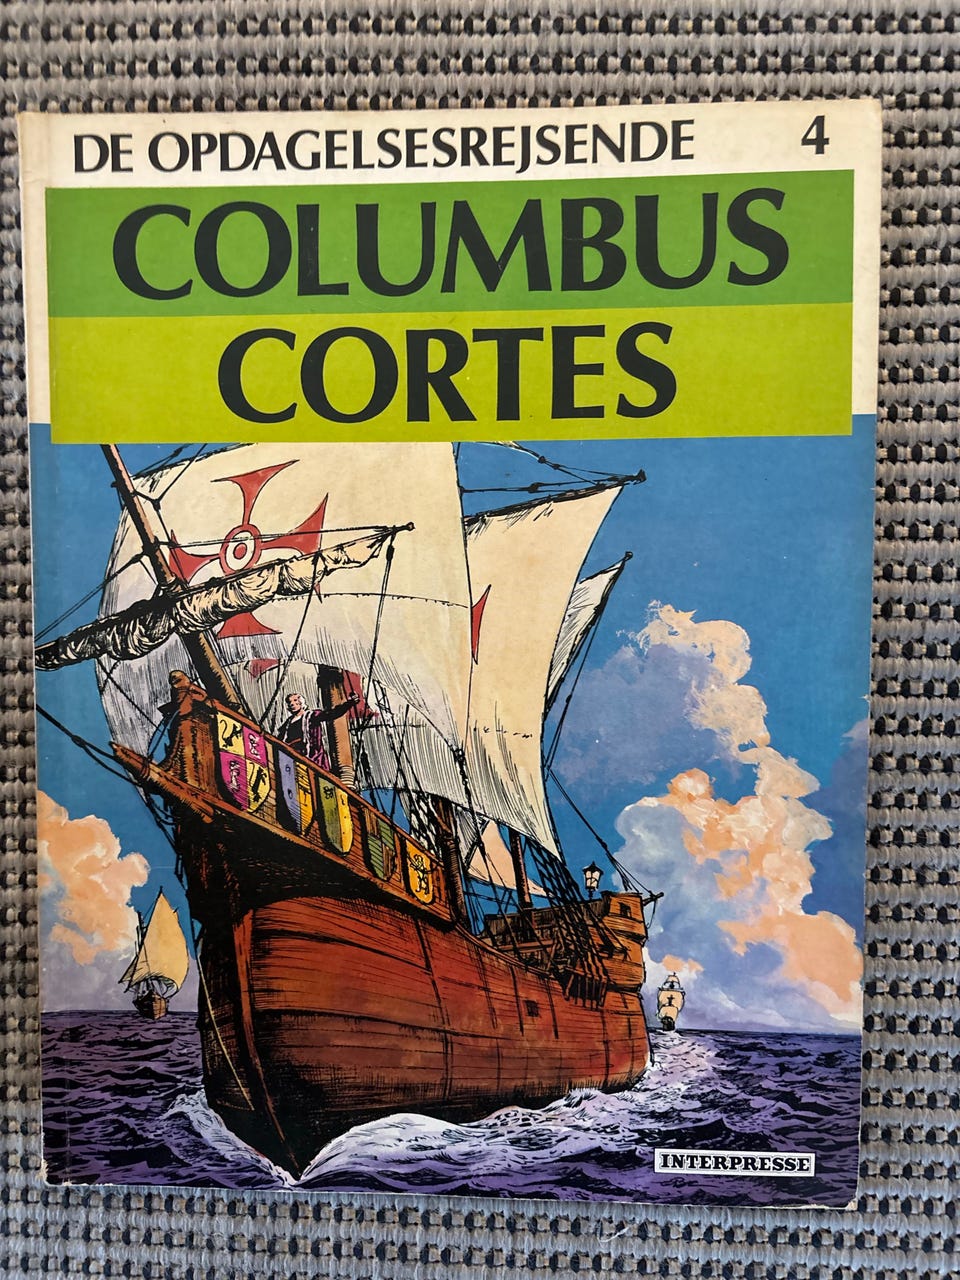 DE OPDAGELSESREJSENDE 4
COLUMBUS
CORTES
INTERPRESSE